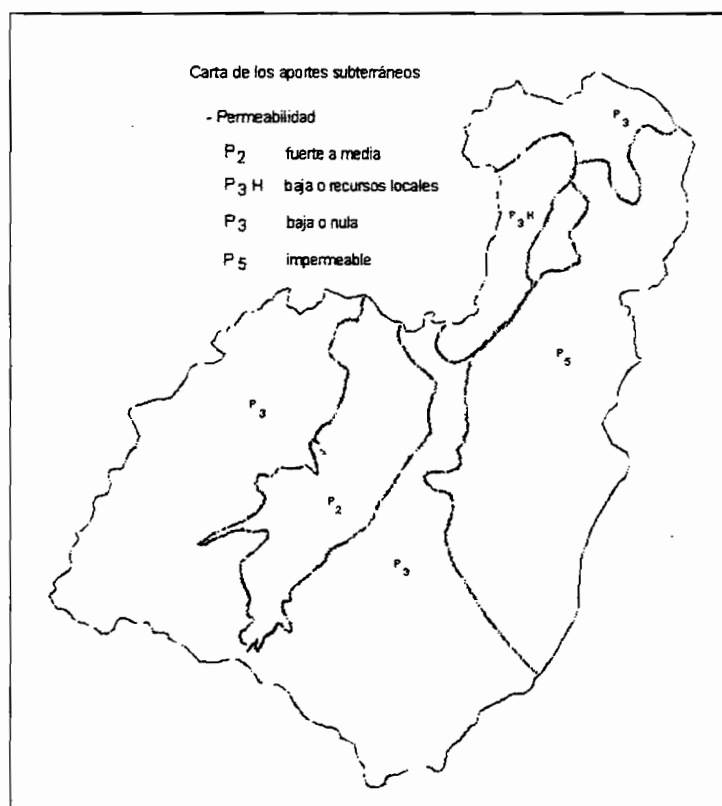 Carta de los aportes subterráneos
- Permeabilidad
P2 fuerte a media
P3 H baja o recursos locales
P3 baja o nula
P5 impermeable
P3
P3 H
P5
P3
P2
P3